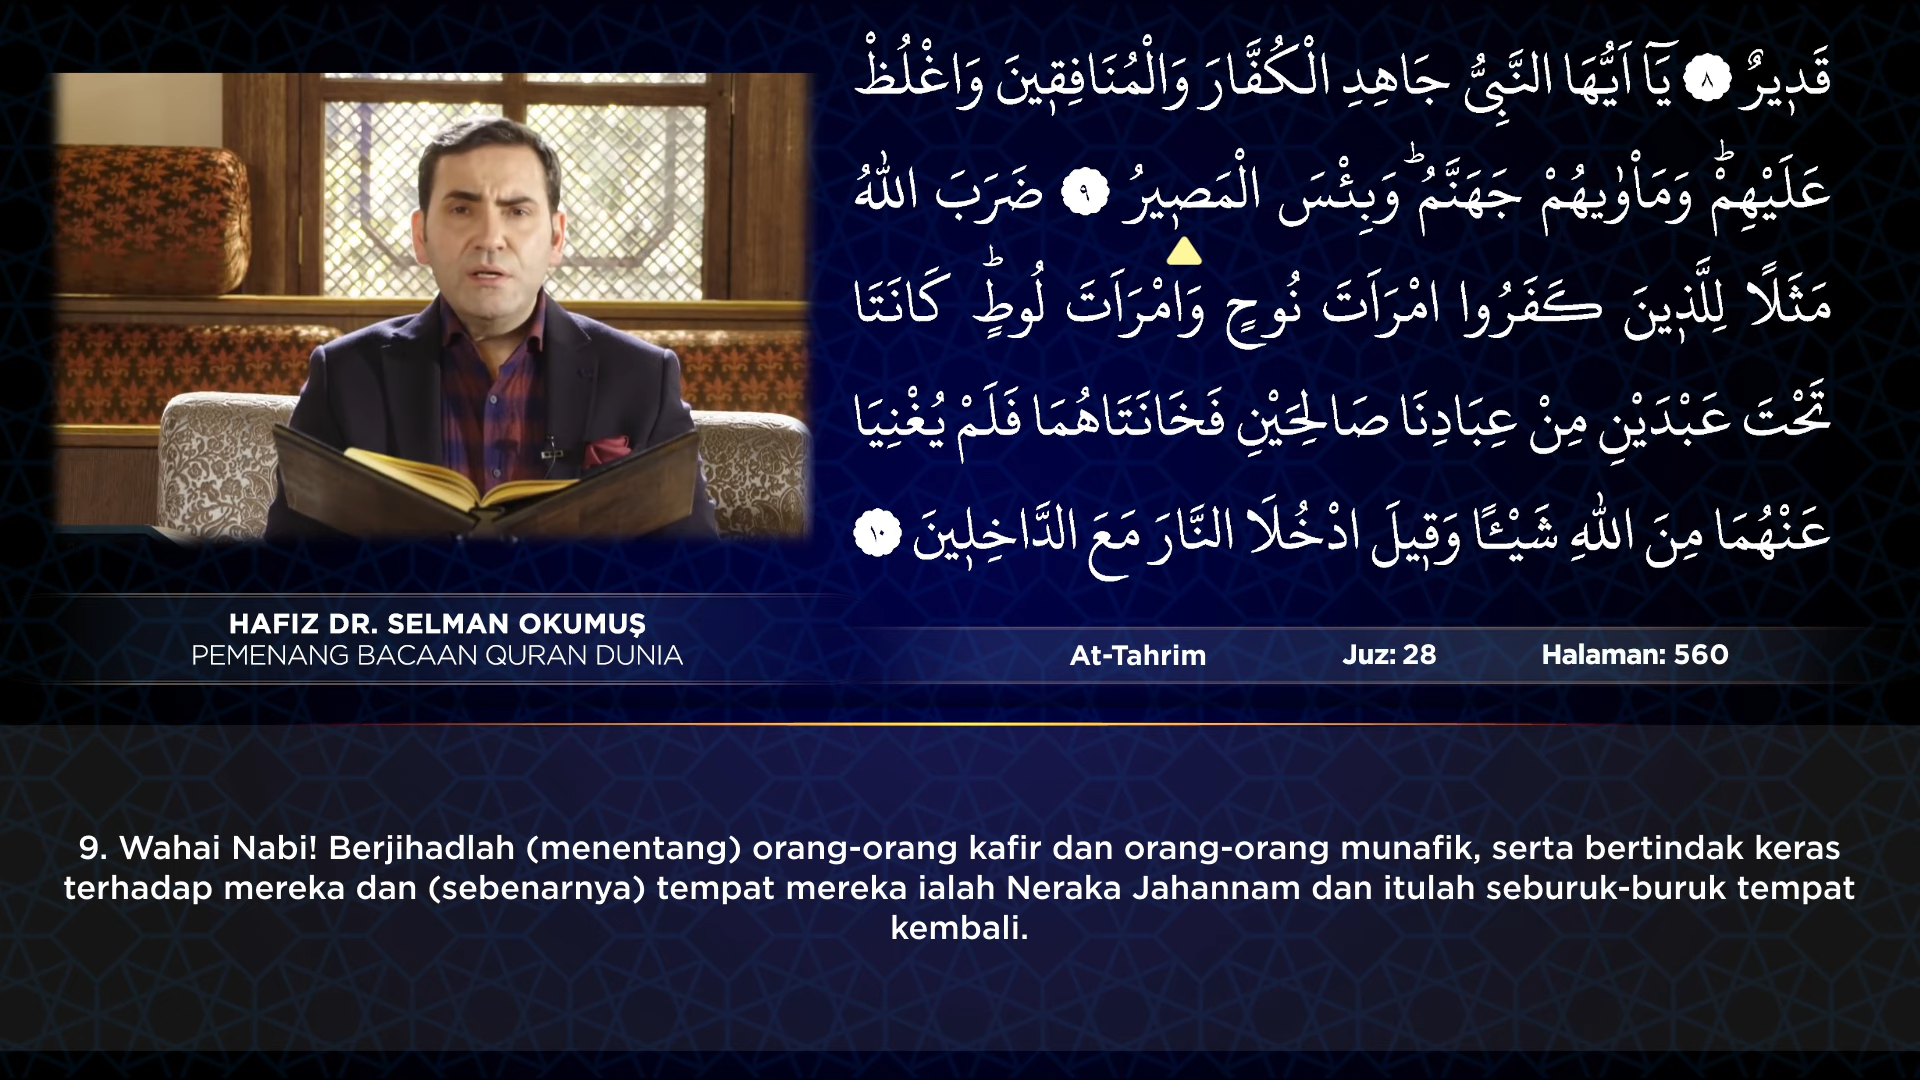 قَدٖيرٌ ٨ يَٓا اَيُّهَا النَّبِىُّ جَاهِدِ الْكُفَّارَ وَالْمُنَافِقٖينَ وَاغْلُظْ
عَلَيْهِمْؕ وَمَاْوٰيهُمْ جَهَنَّمُؕ وَبِئْسَ الْمَصٖيرُ ٩ ضَرَبَ اللّٰهُ
مَثَلًا لِلَّذٖينَ كَفَرُوا امْرَاَتَ نُوحٍ وَامْرَاَتَ لُوطٍؕ كَانَتَا
تَحْتَ عَبْدَيْنِ مِنْ عِبَادِنَا صَالِحَيْنِ فَخَانَتَاهُمَا فَلَمْ يُغْنِيَا
عَنْهُمَا مِنَ اللّٰهِ شَيْـًٔا وَقٖيلَ ادْخُلَا النَّارَ مَعَ الدَّاخِلٖينَ ١٠
HAFIZ DR. SELMAN OKUMUŞ
PEMENANG BACAAN QURAN DUNIA
At-Tahrim Juz: 28 Halaman: 560
9. Wahai Nabi! Berjihadlah (menentang) orang-orang kafir dan orang-orang munafik, serta bertindak keras
terhadap mereka dan (sebenarnya) tempat mereka ialah Neraka Jahannam dan itulah seburuk-buruk tempat
kembali.